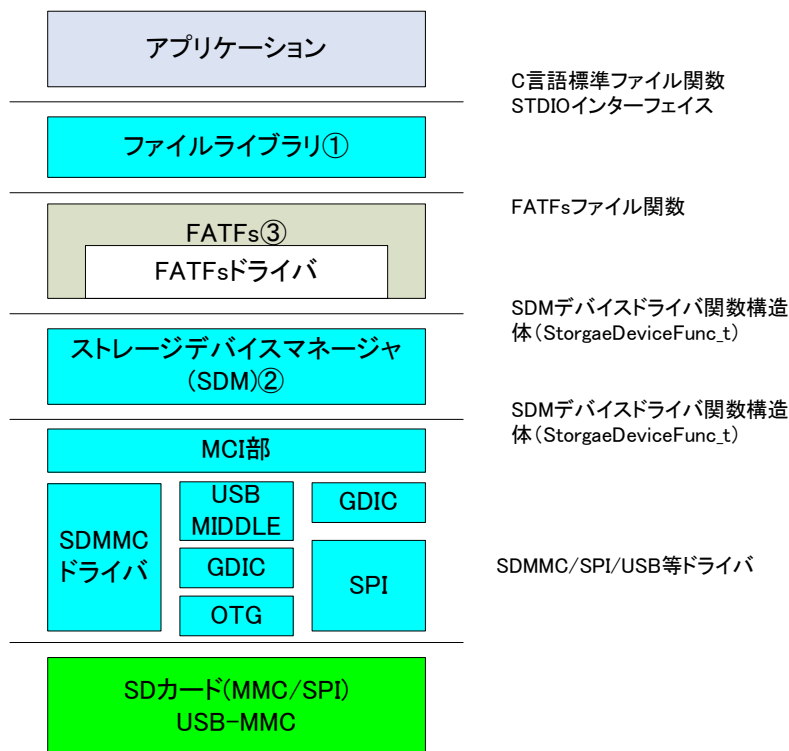 アプリケーション
C言語標準ファイル関数
STDIOインターフェイス
ファイルライブラリ①
FATFsファイル関数
FATFs③
FATFsドライバ
SDMデバイスドライバ関数構造
体(StorgaeDeviceFunc_t)
ストレージデバイスマネージャ
(SDM)②
SDMデバイスドライバ関数構造
体(StorgaeDeviceFunc_t)
MCI部
SDMMC
ドライバ
USB
MIDDLE
GDIC
OTG
GDIC
SPI
SDMMC/SPI/USB等ドライバ
SDカード(MMC/SPI)
USB-MMC